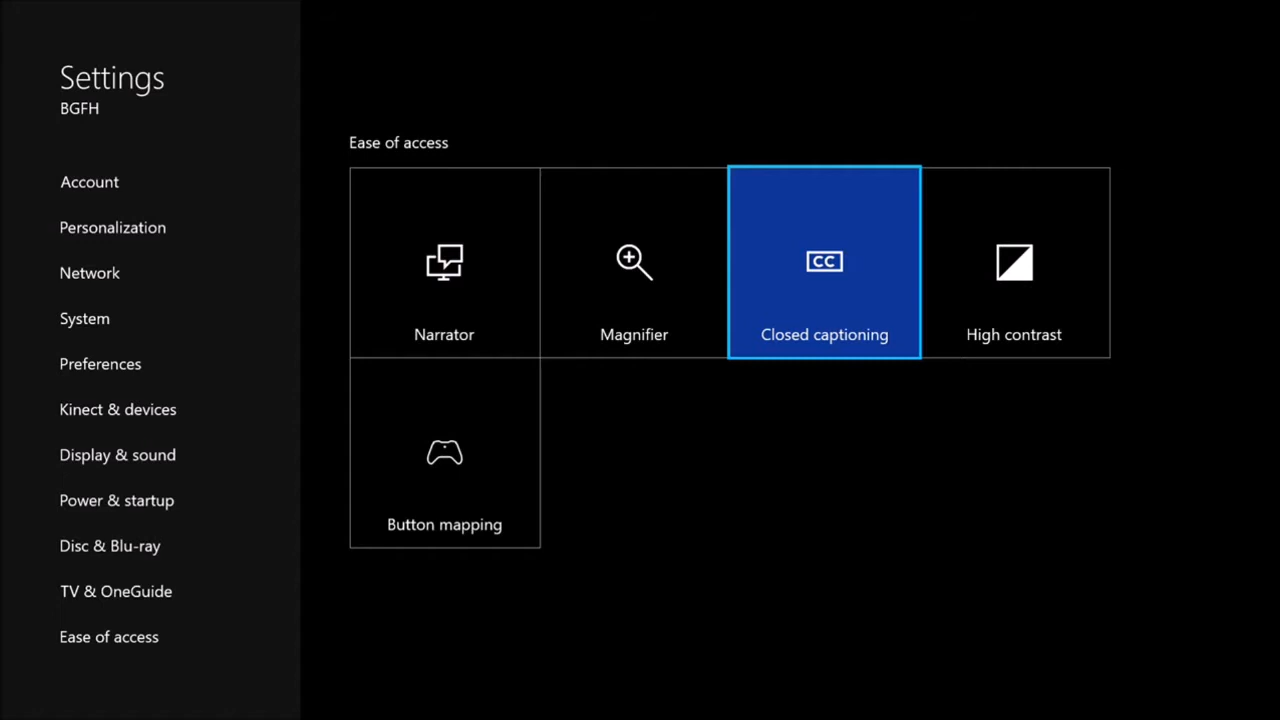 Settings
BGFH
Account
Personalization
Network
System
Preferences
Kinect & devices
Display & sound
Power & startup
Disc & Blu-ray
TV & OneGuide
Ease of access
Ease of access
Narrator
Magnifier
CC
Closed captioning
High contrast
Button mapping